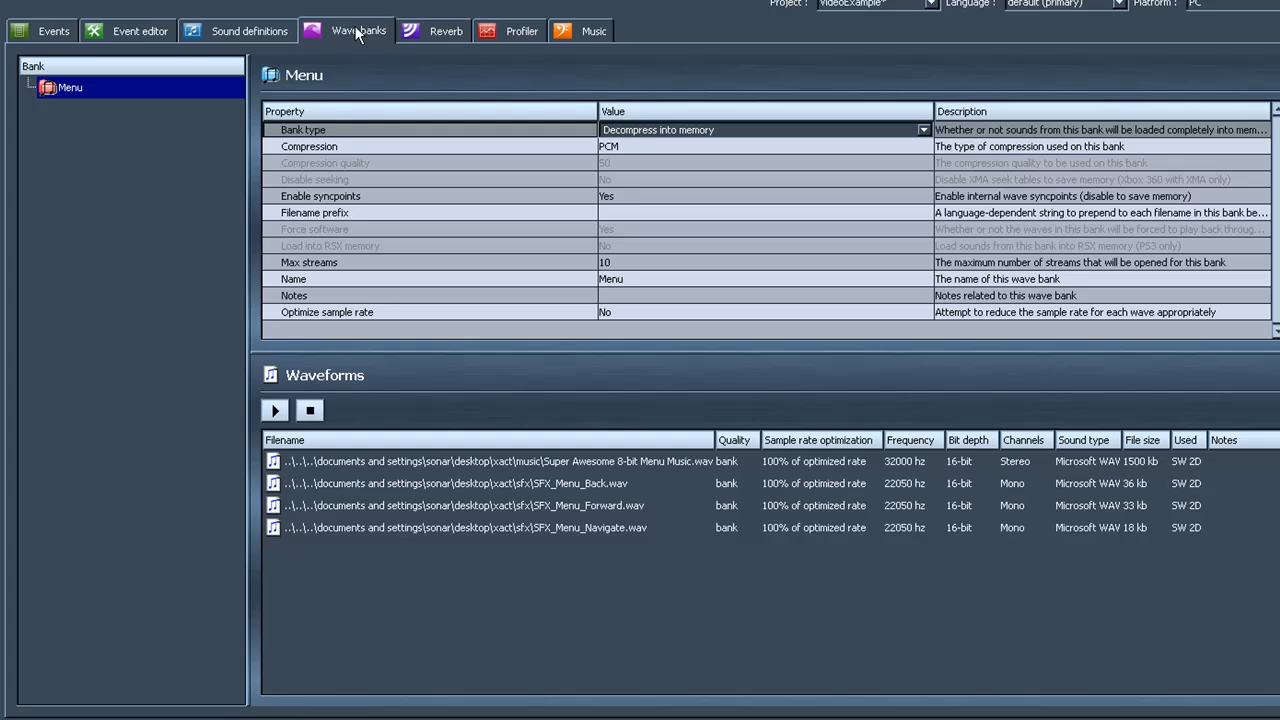 Project : VideoExample* Language : default (primary) Platform : PC
Events Event editor Sound definitions Wave banks Reverb Profiler Music
Bank
Menu
Menu
Property Value Description
Bank type Decompress into memory Whether or not sounds from this bank will be loaded completely into mem...
Compression PCM The type of compression used on this bank
Compression quality 50 The compression quality to be used on this bank
Disable seeking No Disable XMA seek tables to save memory (Xbox 360 with XMA only)
Enable syncpoints Yes Enable internal wave syncpoints (disable to save memory)
Filename prefix A language-dependent string to prepend to each filename in this bank be...
Force software Yes Whether or not the waves in this bank will be forced to play back throug...
Load into RSX memory No Load sounds from this bank into RSX memory (PS3 only)
Max streams 10 The maximum number of streams that will be opened for this bank
Name Menu The name of this wave bank
Notes Notes related to this wave bank
Optimize sample rate No Attempt to reduce the sample rate for each wave appropriately
Waveforms
Filename Quality Sample rate optimization Frequency Bit depth Channels Sound type File size Used Notes
..\..\..\documents and settings\sonar\desktop\xact\music\Super Awesome 8-bit Menu Music.wav bank 100% of optimized rate 32000 hz 16-bit Stereo Microsoft WAV 1500 kb SW 2D
..\..\..\documents and settings\sonar\desktop\xact\sfx\SFX_Menu_Back.wav bank 100% of optimized rate 22050 hz 16-bit Mono Microsoft WAV 36 kb SW 2D
..\..\..\documents and settings\sonar\desktop\xact\sfx\SFX_Menu_Forward.wav bank 100% of optimized rate 22050 hz 16-bit Mono Microsoft WAV 33 kb SW 2D
..\..\..\documents and settings\sonar\desktop\xact\sfx\SFX_Menu_Navigate.wav bank 100% of optimized rate 22050 hz 16-bit Mono Microsoft WAV 18 kb SW 2D